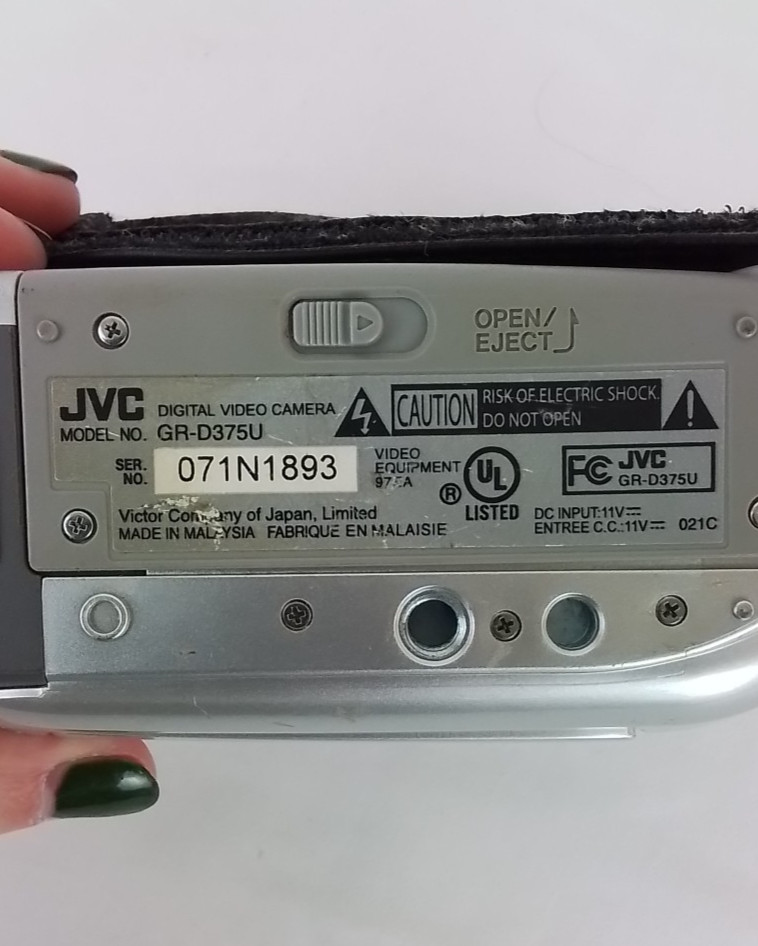 OPEN/
EJECT
JVC DIGITAL VIDEO CAMERA
MODEL NO. GR-D375U
SER.
NO. 071N1893
CAUTION
RISK OF ELECTRIC SHOCK.
DO NOT OPEN
VIDEO
EQUIPMENT
® UL
LISTED
FC JVC
GR-D375U
Victor Company of Japan, Limited
MADE IN MALAYSIA FABRIQUE EN MALAISIE
DC INPUT:11V⎓
ENTREE C.C.:11V⎓ 021C